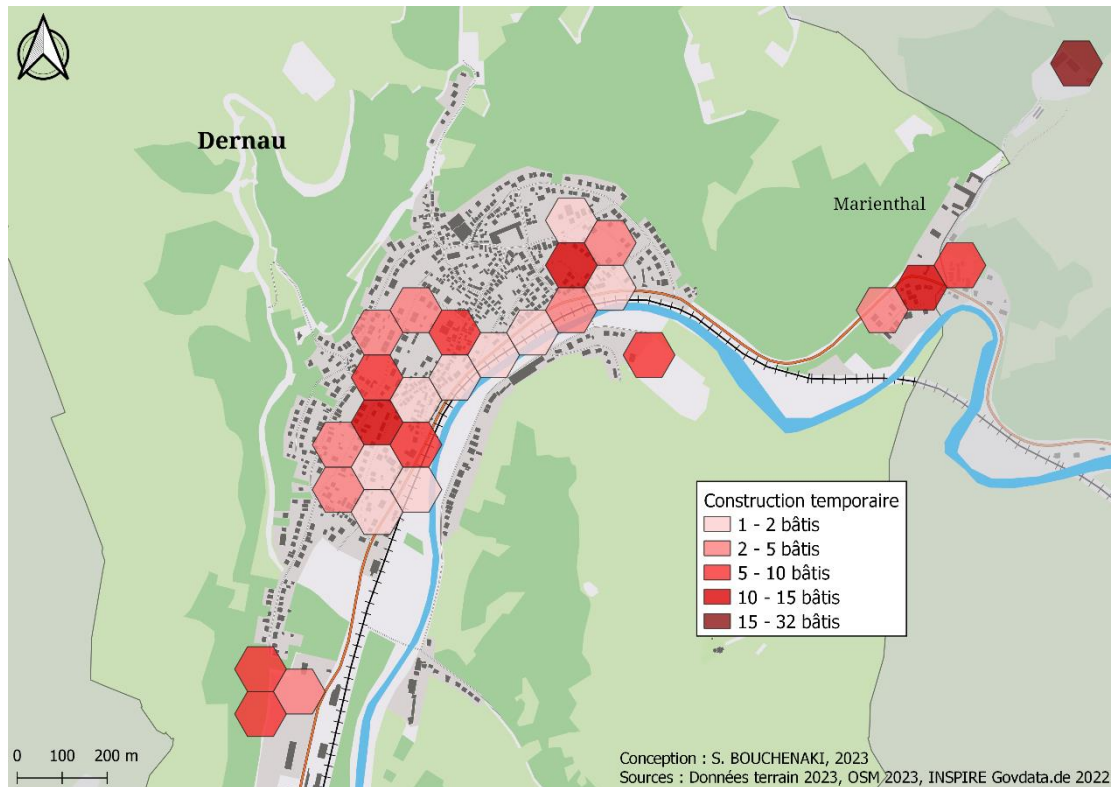 Dernau
Marienthal
Construction temporaire
1 - 2 bâtis
2 - 5 bâtis
5 - 10 bâtis
10 - 15 bâtis
15 - 32 bâtis
0 100 200 m
Conception : S. BOUCHENAKI, 2023
Sources : Données terrain 2023, OSM 2023, INSPIRE Govdata.de 2022